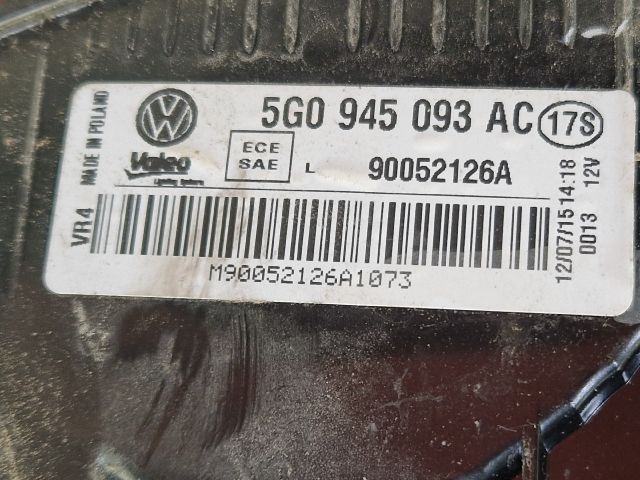 MADE IN POLAND
5G0 945 093 AC 17S
Valeo
ECE
SAE
L
90052126A
VR4
M90052126A1073
12/07/15 14:18
0013 12V